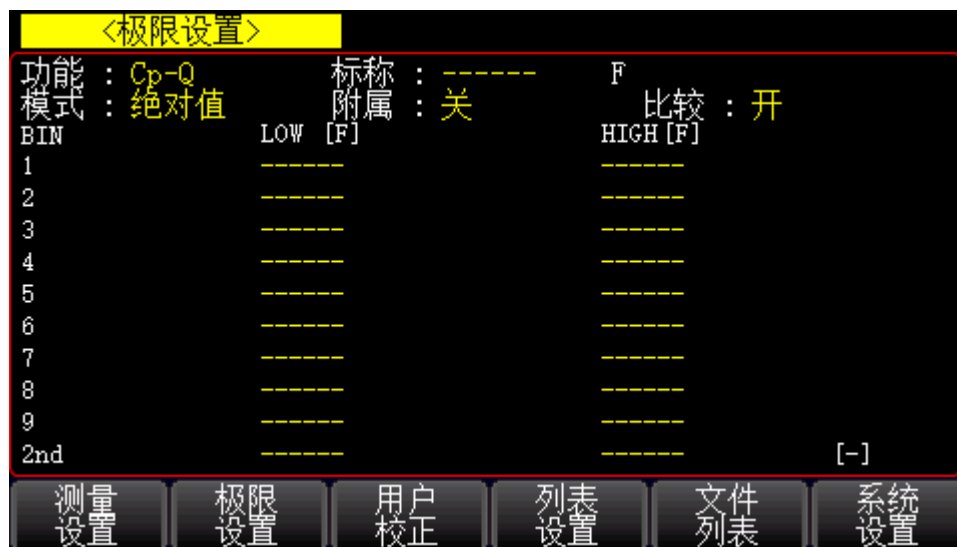 <极限设置>
功能 : Cp-Q 标称 : ------ F
模式 : 绝对值 附属 : 关 比较 : 开
BIN LOW [F] HIGH[F]
1 ------ ------
2 ------ ------
3 ------ ------
4 ------ ------
5 ------ ------
6 ------ ------
7 ------ ------
8 ------ ------
9 ------ ------
2nd ------ ------ [-]
测量 极限 用户 列表 文件 系统
设置 设置 校正 设置 列表 设置